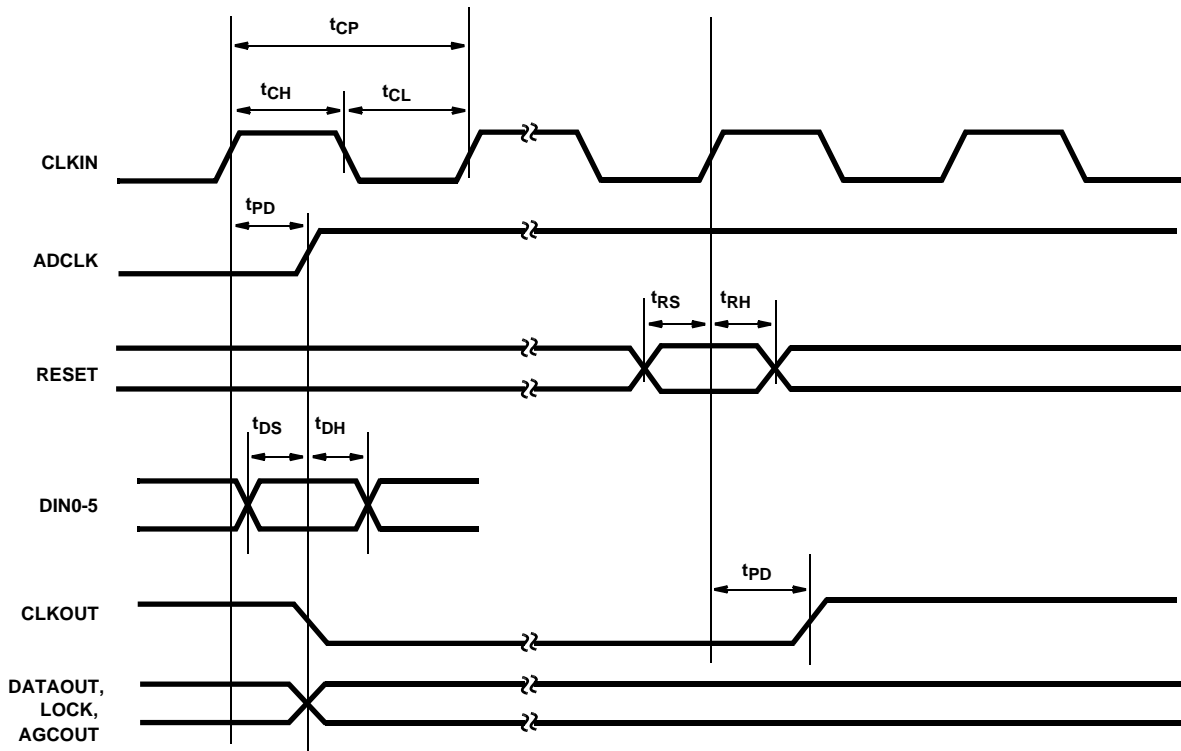 tCP
tCH
tCL
CLKIN
tPD
ADCLK
tRS
tRH
RESET
tDS
tDH
DIN0-5
tPD
CLKOUT
DATAOUT,
LOCK,
AGCOUT